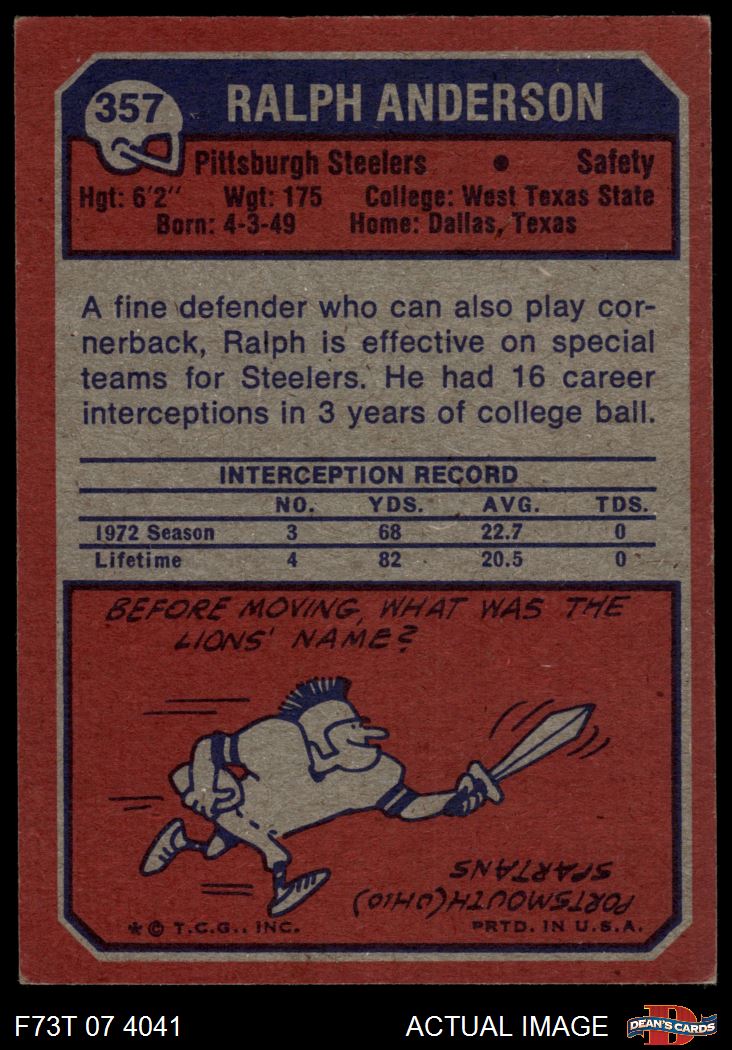 357
RALPH ANDERSON
Pittsburgh Steelers • Safety
Hgt: 6'2" Wgt: 175 College: West Texas State
Born: 4-3-49 Home: Dallas, Texas
A fine defender who can also play cor-
nerback, Ralph is effective on special
teams for Steelers. He had 16 career
interceptions in 3 years of college ball.
INTERCEPTION RECORD
NO. YDS. AVG. TDS.
1972 Season 3 68 22.7 0
Lifetime 4 82 20.5 0
BEFORE MOVING, WHAT WAS THE
LIONS' NAME?
PORTSMOUTH (OHIO)
SPARTANS
* © T.C.G., INC. PRTD. IN U.S.A.
F73T 07 4041 ACTUAL IMAGE
D
DEAN'S CARDS